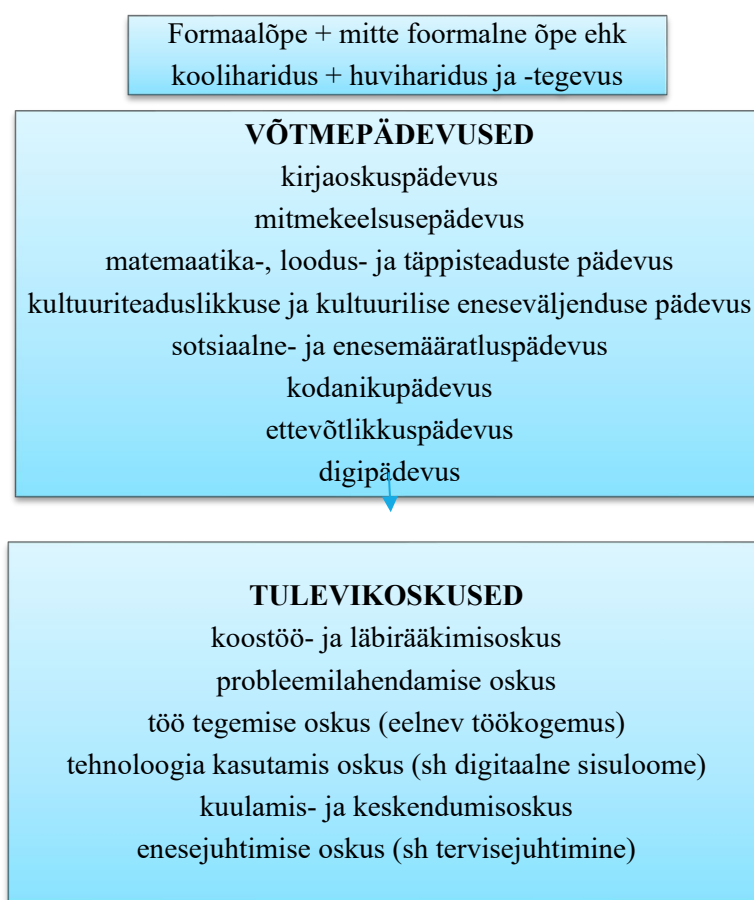 Formaalõpe + mitte foormalne õpe ehk
kooliharidus + huviharidus ja -tegevus
VÕTMEPÄDEVUSED
kirjaoskuspädevus
mitmekeelsusepädevus
matemaatika-, loodus- ja täppisteaduste pädevus
kultuuriteaduslikkuse ja kultuurilise eneseväljenduse pädevus
sotsiaalne- ja enesemääratluspädevus
kodanikupädevus
ettevõtlikkuspädevus
digipädevus
TULEVIKOSKUSED
koostöö- ja läbirääkimisoskus
probleemilahendamise oskus
töö tegemise oskus (eelnev töökogemus)
tehnoloogia kasutamis oskus (sh digitaalne sisuloome)
kuulamis- ja keskendumisoskus
enesejuhtimise oskus (sh tervisejuhtimine)